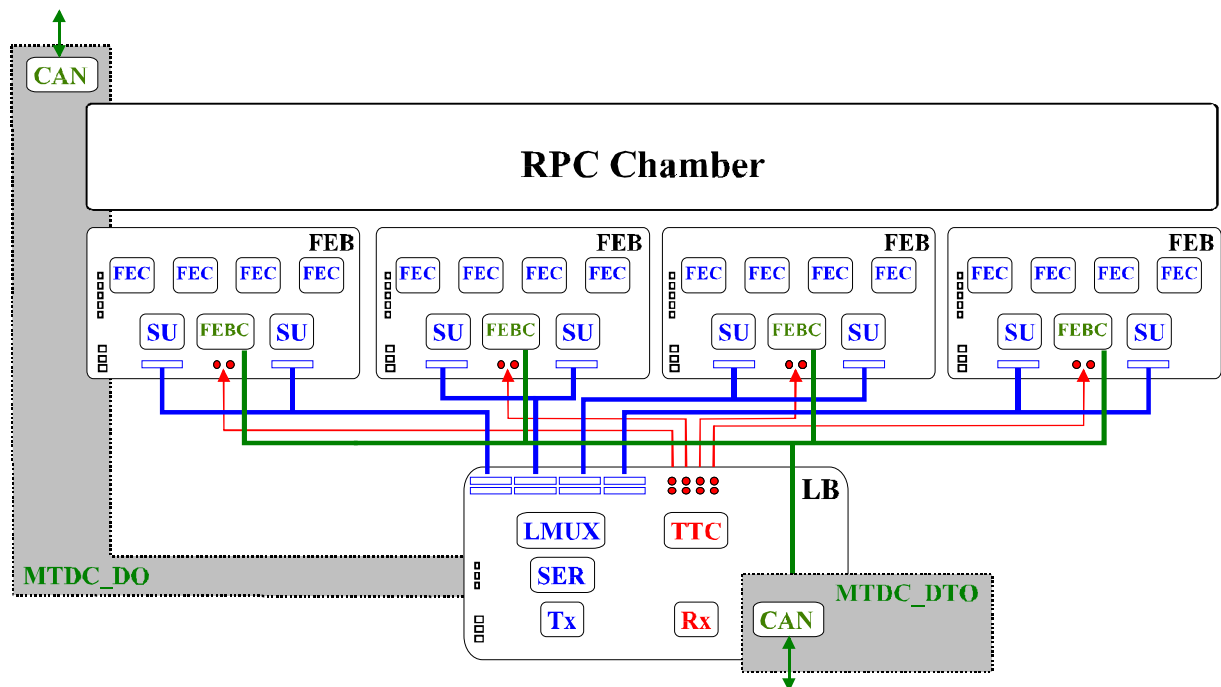 CAN
RPC Chamber
FEB FEB FEB FEB
FEC FEC FEC FEC FEC FEC FEC FEC FEC FEC FEC FEC FEC FEC FEC FEC
SU FEBC SU SU FEBC SU SU FEBC SU SU FEBC SU
LB
LMUX TTC
SER
MTDC_DO
MTDC_DTO
Tx Rx CAN